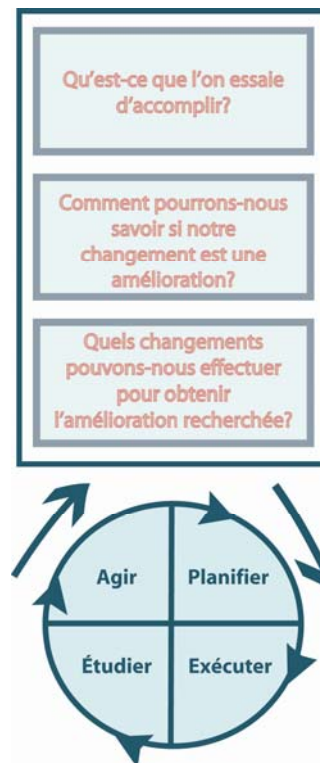 Qu’est-ce que l’on essaie
d’accomplir?
Comment pourrons-nous
savoir si notre
changement est une
amélioration?
Quels changements
pouvons-nous effectuer
pour obtenir
l’amélioration recherchée?
Agir
Planifier
Étudier
Exécuter